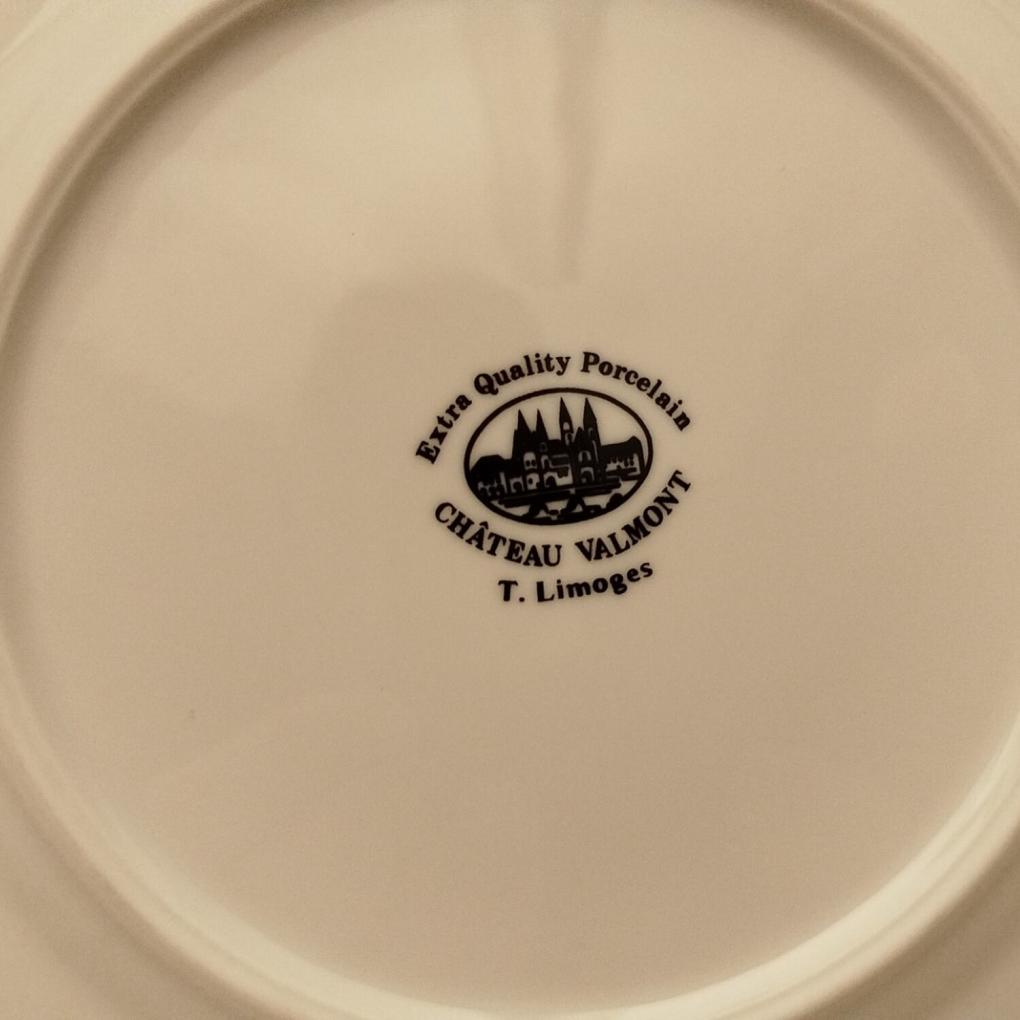 Extra Quality Porcelain
CHÂTEAU VALMONT
T. Limoges